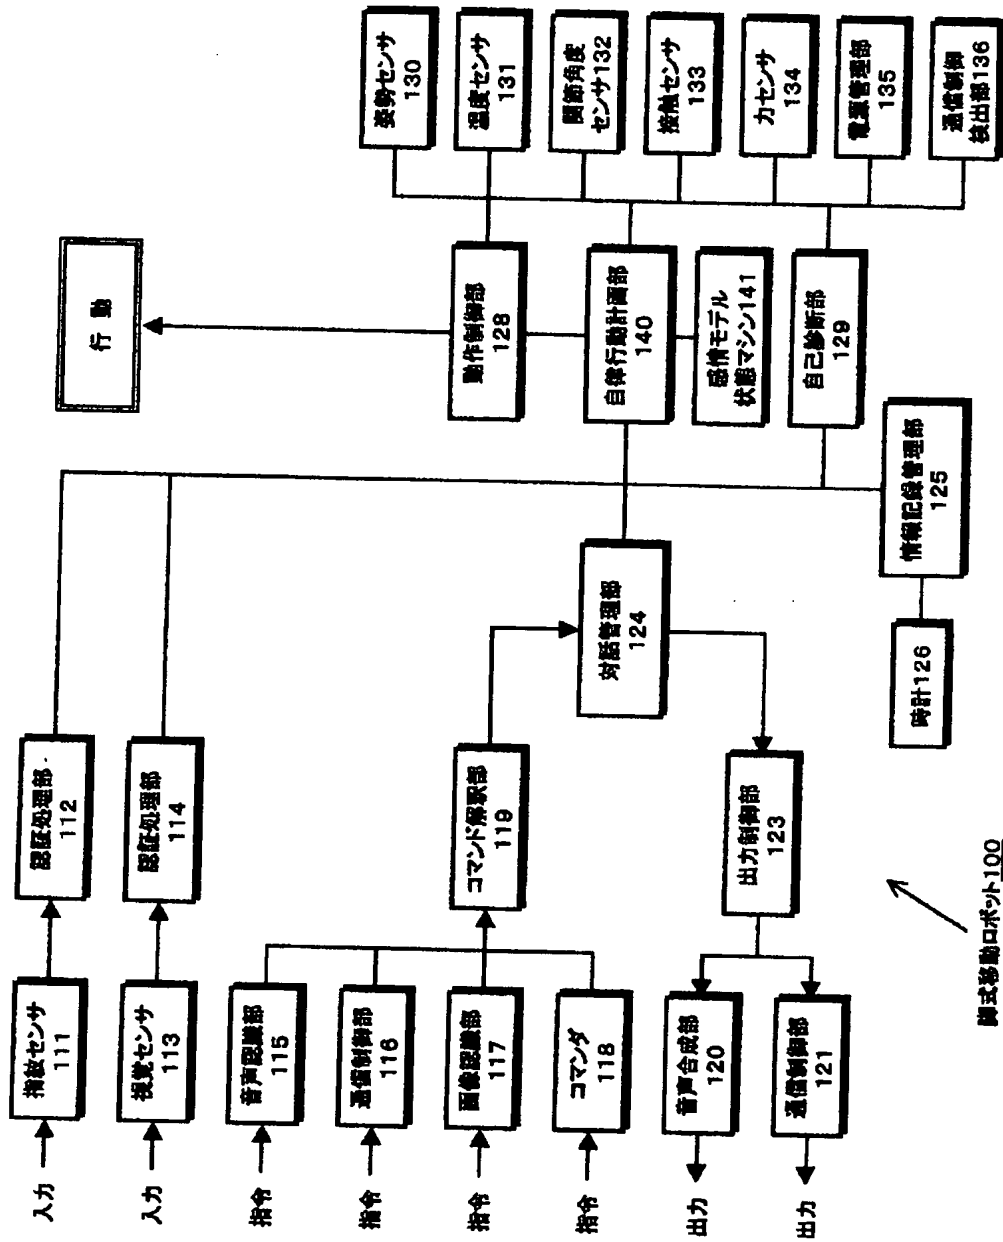 入力
指紋センサ
111
認証処理部
112
入力
視覚センサ
113
認証処理部
114
指令
音声認識部
115
指令
通信制御部
116
指令
画像認識部
117
指令
コマンダ
118
コマンド解釈部
119
出力
音声合成部
120
出力
通信制御部
121
出力制御部
123
対話管理部
124
情報記録管理部
125
時計126
行動
動作制御部
128
自律行動計画部
140
感情モデル
状態マシン141
自己診断部
129
姿勢センサ
130
温度センサ
131
関節角度
センサ132
接触センサ
133
力センサ
134
電源管理部
135
通信制御
検出部136
脚式移動ロボット100